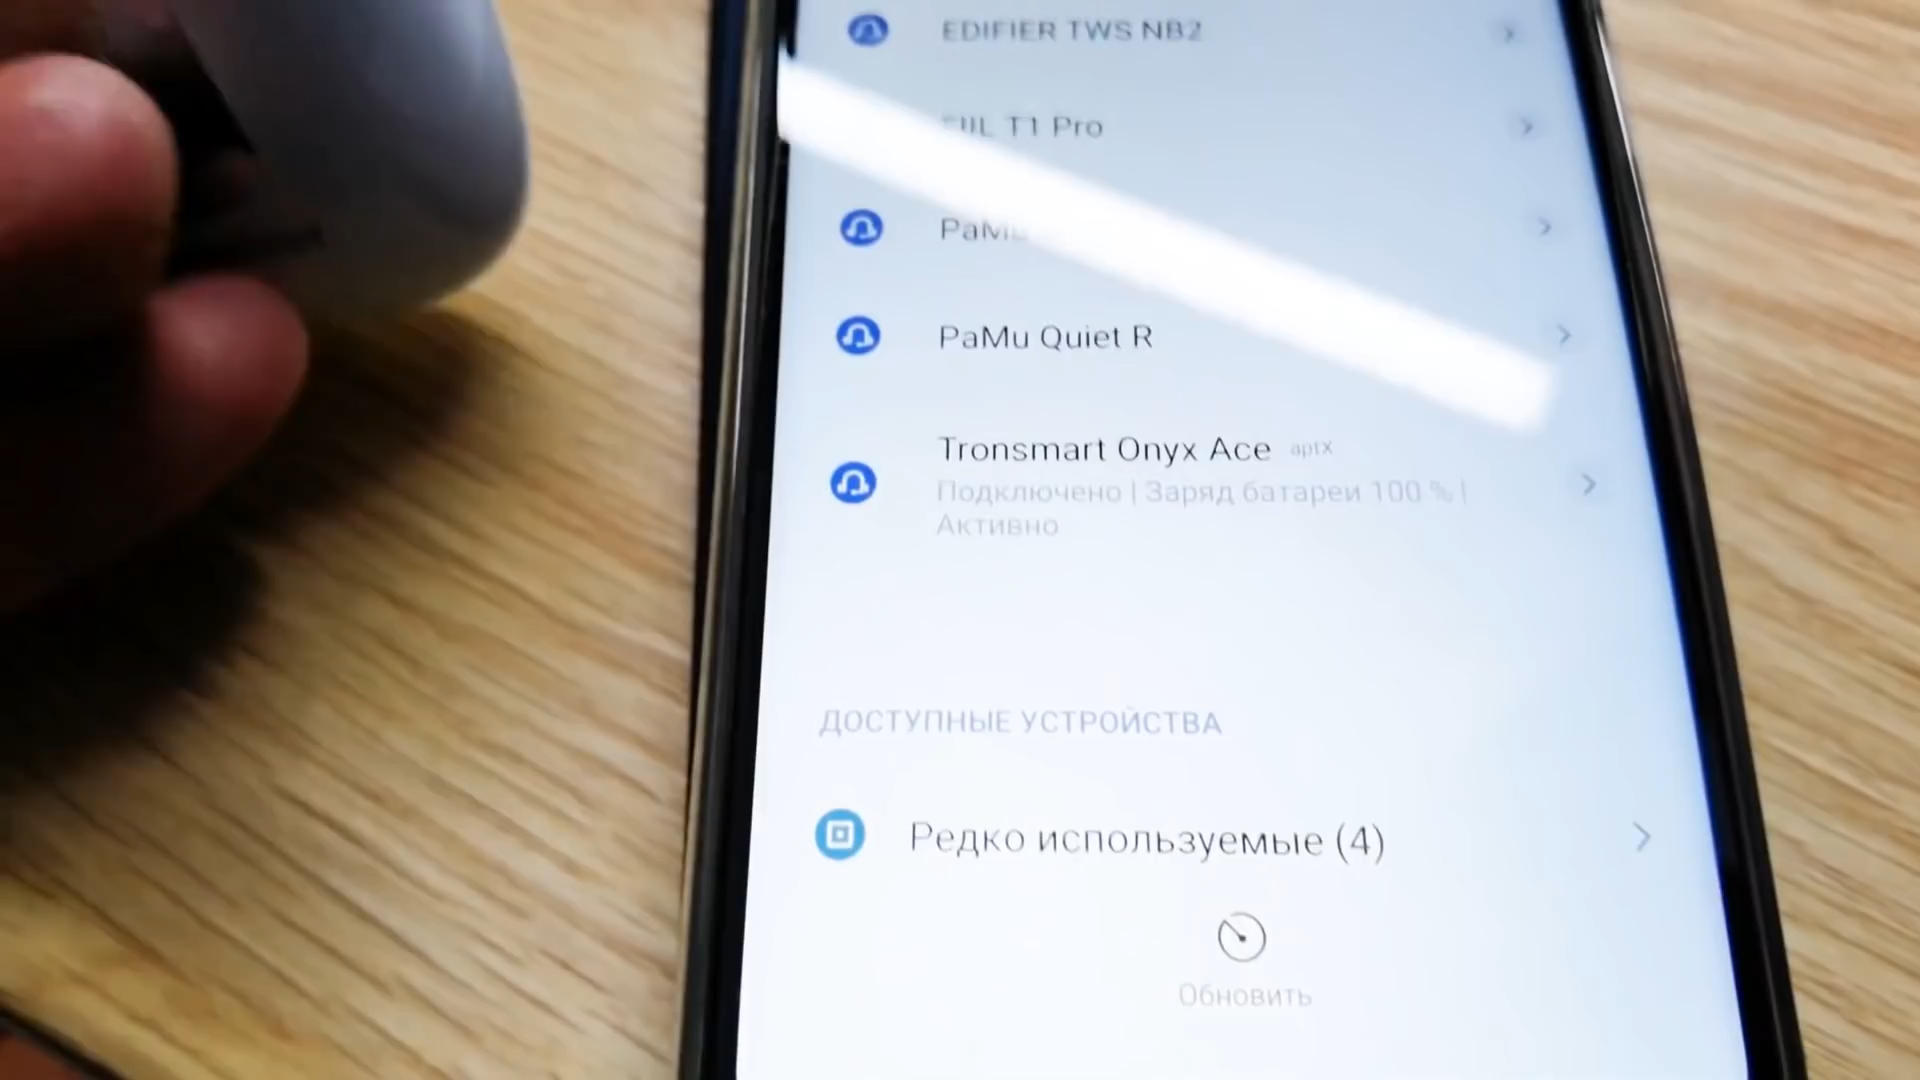 EDIFIER TWS NB2
T1 Pro
PaMu Quiet R
Tronsmart Onyx Ace aptX
Подключено | Заряд батареи 100 % |
Активно
ДОСТУПНЫЕ УСТРОЙСТВА
Редко используемые (4)
Обновить